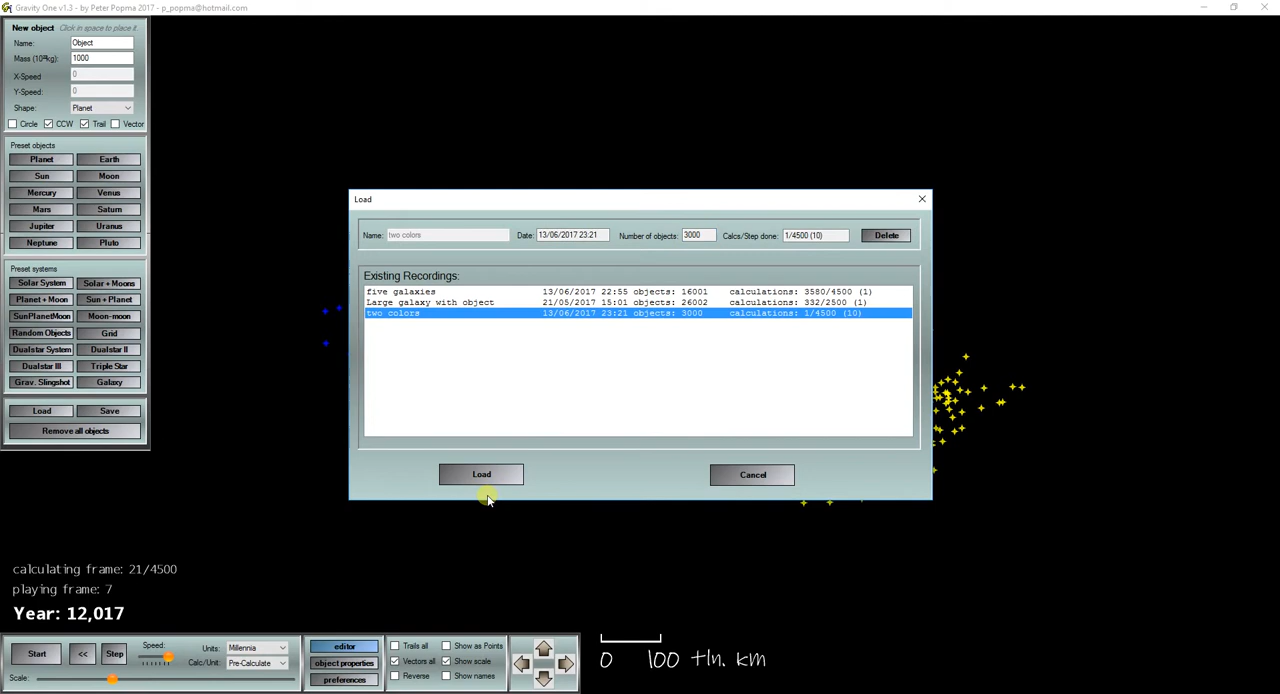 Gravity One v1.3 - by Peter Popma 2017 - p_popma@hotmail.com
New object Click in space to place it.
Name: Object
Mass (10²¹kg): 1000
X-Speed 0
Y-Speed: 0
Shape: Planet
Circle CCW Trail Vector
Preset objects
Planet Earth
Sun Moon
Mercury Venus
Mars Saturn
Jupiter Uranus
Neptune Pluto
Preset systems
Solar System Solar + Moons
Planet + Moon Sun + Planet
SunPlanetMoon Moon-moon
Random Objects Grid
Dualstar System Dualstar II
Dualstar III Triple Star
Grav. Slingshot Galaxy
Load Save
Remove all objects
Load
Name: two colors Date: 13/06/2017 23:21 Number of objects: 3000 Calcs/Step done: 1/4500 (10) Delete
Existing Recordings:
five galaxies 13/06/2017 22:55 objects: 16001 calculations: 3580/4500 (1)
Large galaxy with object 21/05/2017 15:01 objects: 26002 calculations: 332/2500 (1)
two colors 13/06/2017 23:21 objects: 3000 calculations: 1/4500 (10)
Load Cancel
calculating frame: 21/4500
playing frame: 7
Year: 12,017
Start << Step Speed: Units: Millennia
Calc/Unit: Pre-Calculate
Scale:
editor
object properties
preferences
Trails all Show as Points
Vectors all Show scale
Reverse Show names
0 100 tln. km